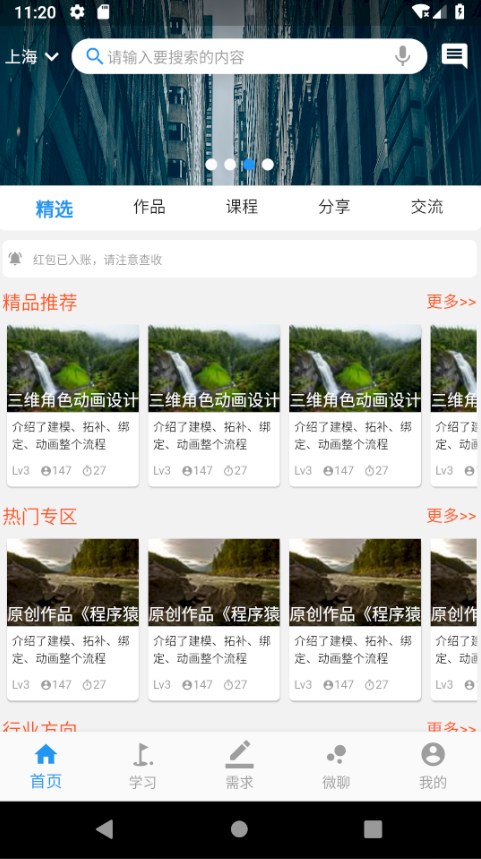 11:20
上海 请输入要搜索的内容
精选 作品 课程 分享 交流
红包已入账，请注意查收
精品推荐 更多>>
三维角色动画设计 三维角色动画设计 三维角色动画设计 三维角
介绍了建模、拓补、绑 介绍了建模、拓补、绑 介绍了建模、拓补、绑 介绍了
定、动画整个流程 定、动画整个流程 定、动画整个流程 定、动
Lv3 147 27 Lv3 147 27 Lv3 147 27 Lv3
热门专区 更多>>
原创作品《程序猿 原创作品《程序猿 原创作品《程序猿 原创作
介绍了建模、拓补、绑 介绍了建模、拓补、绑 介绍了建模、拓补、绑 介绍了
定、动画整个流程 定、动画整个流程 定、动画整个流程 定、动
Lv3 147 27 Lv3 147 27 Lv3 147 27 Lv3
行业方向 更多>>
首页 学习 需求 微聊 我的